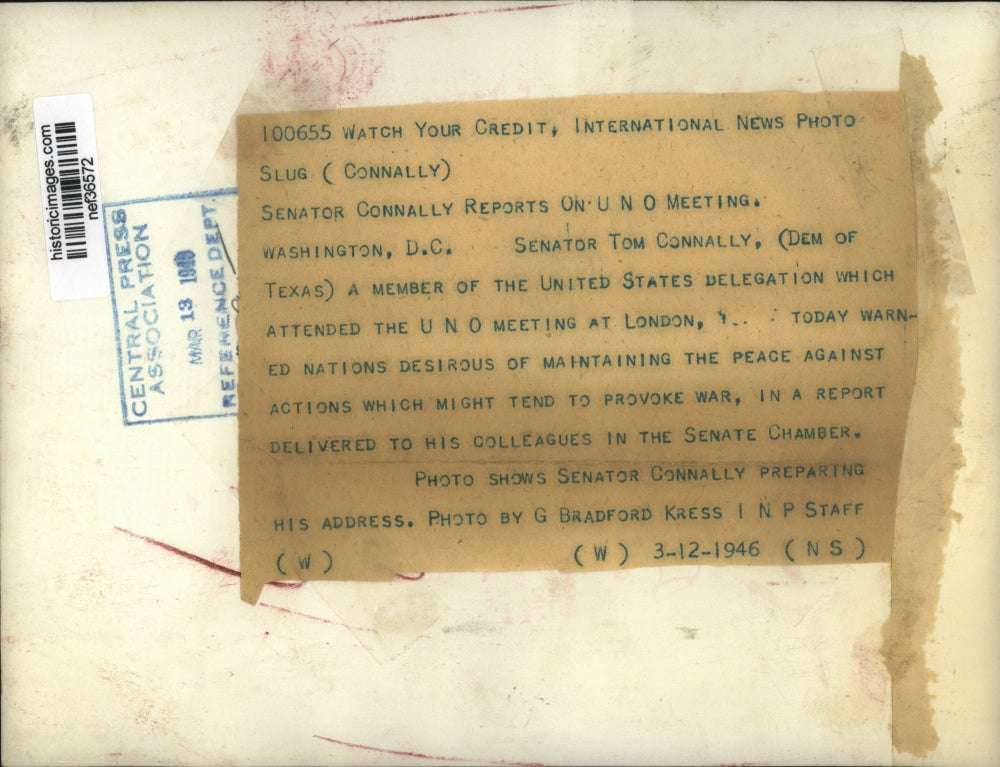 historicimages.com
nef36572
CENTRAL PRESS
ASSOCIATION
MAR 13
REFERENCE DEPT.
100655 WATCH YOUR CREDIT, INTERNATIONAL NEWS PHOTO
SLUG ( CONNALLY)
SENATOR CONNALLY REPORTS ON U N O MEETING.
WASHINGTON, D.C. SENATOR TOM CONNALLY, (DEM OF
TEXAS) A MEMBER OF THE UNITED STATES DELEGATION WHICH
ATTENDED THE U N O MEETING AT LONDON, TODAY WARN-
ED NATIONS DESIROUS OF MAINTAINING THE PEACE AGAINST
ACTIONS WHICH MIGHT TEND TO PROVOKE WAR, IN A REPORT
DELIVERED TO HIS COLLEAGUES IN THE SENATE CHAMBER.
PHOTO SHOWS SENATOR CONNALLY PREPARING
HIS ADDRESS. PHOTO BY G BRADFORD KRESS I N P STAFF
( W ) ( W ) 3-12-1946 ( N S )